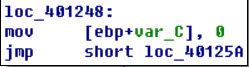 loc_401248:
mov [ebp+var_C], 0
jmp short loc_40125A